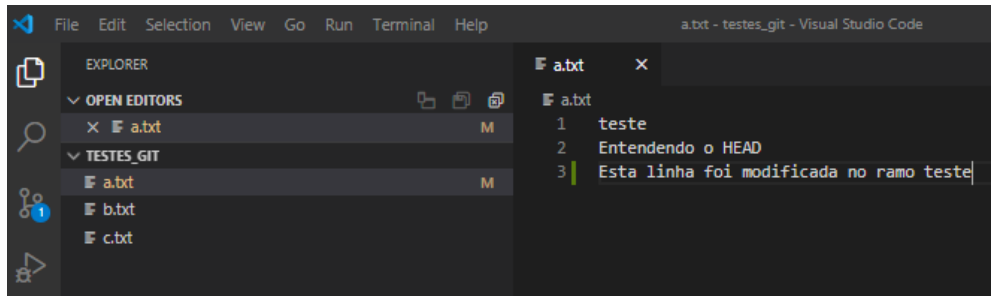 File Edit Selection View Go Run Terminal Help
a.txt - testes_git - Visual Studio Code
EXPLORER
OPEN EDITORS
a.txt M
TESTES_GIT
a.txt M
b.txt
c.txt
1
a.txt
a.txt
1 teste
2 Entendendo o HEAD
3 Esta linha foi modificada no ramo teste